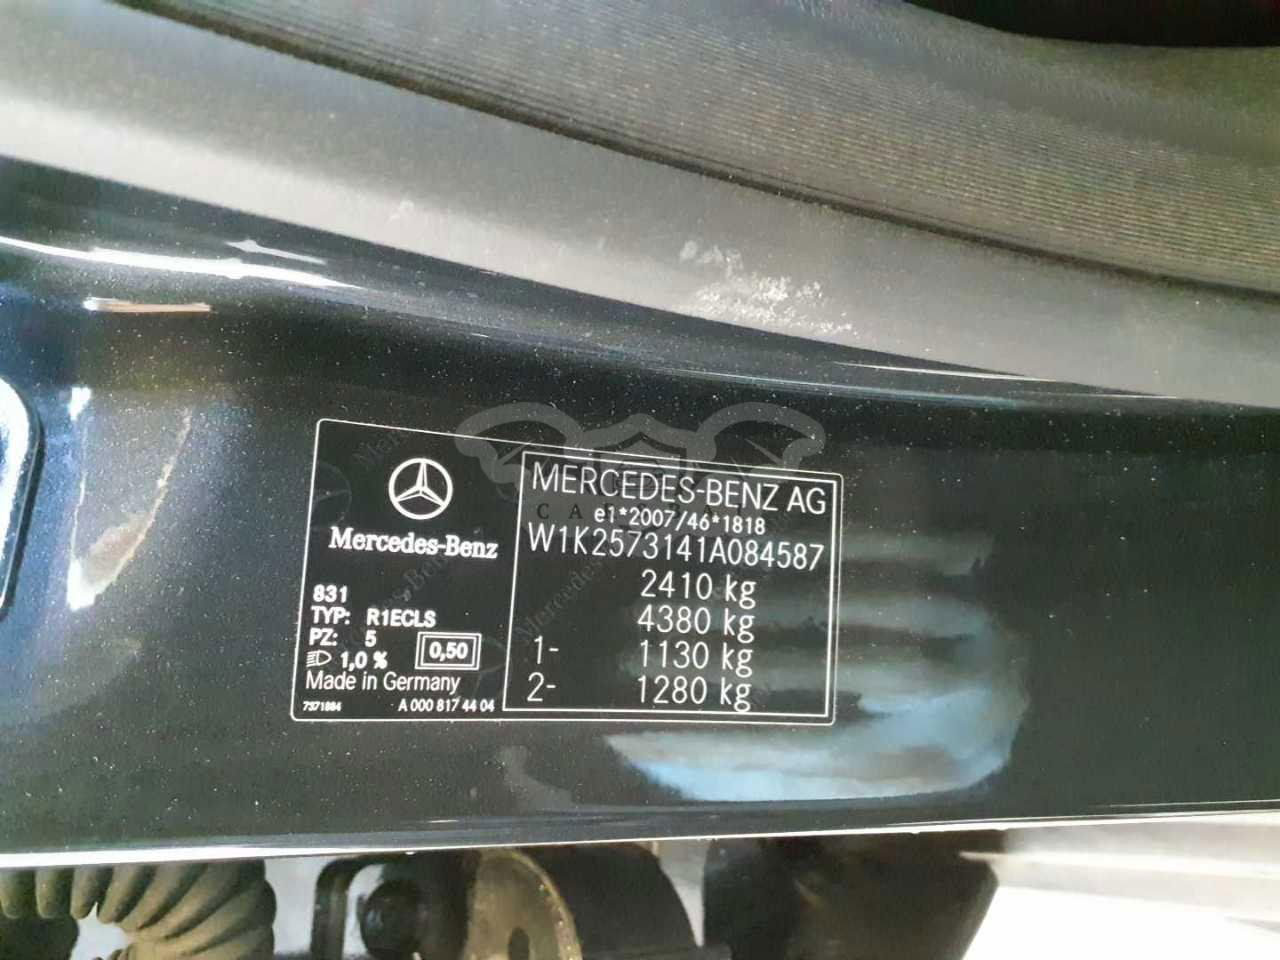 Mercedes-Benz
831
TYP: R1ECLS
PZ: 5
1,0 % 0,50
Made in Germany
7371884 A 000 817 44 04
MERCEDES-BENZ AG
e1*2007/46*1818
W1K2573141A084587
2410 kg
4380 kg
1- 1130 kg
2- 1280 kg